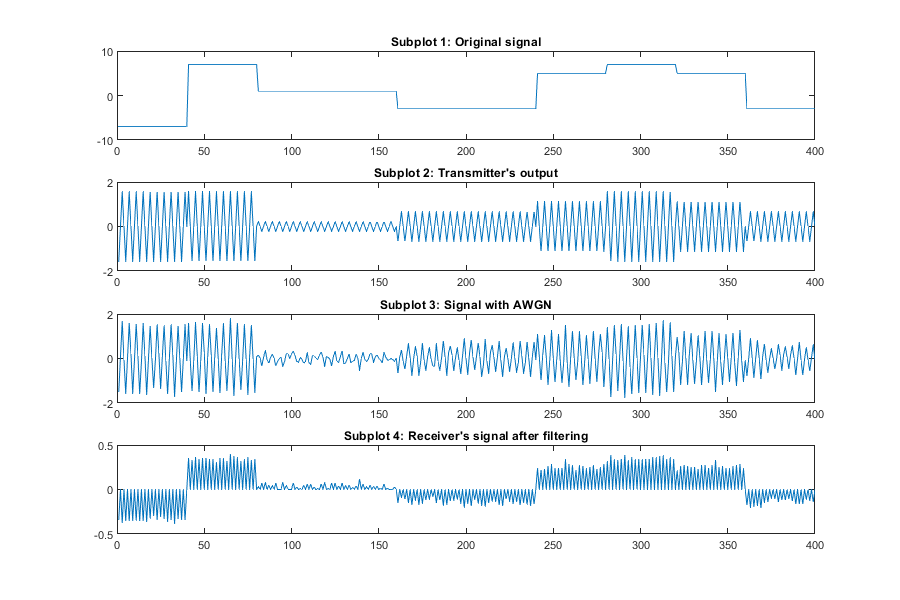 Subplot 1: Original signal
10
0
-10
0 50 100 150 200 250 300 350 400
Subplot 2: Transmitter's output
2
0
-2
0 50 100 150 200 250 300 350 400
Subplot 3: Signal with AWGN
2
0
-2
0 50 100 150 200 250 300 350 400
Subplot 4: Receiver's signal after filtering
0.5
0
-0.5
0 50 100 150 200 250 300 350 400